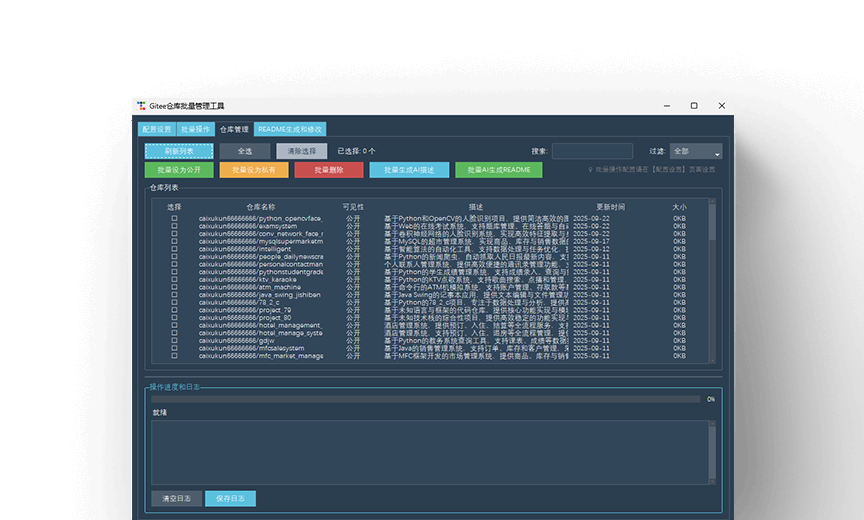 Gitee仓库批量管理工具
配置设置 批量操作 仓库管理 README生成和修改
刷新列表 全选 清除选择 已选择: 0 个 搜索: 过滤: 全部
批量设为公开 批量设为私有 批量删除 批量生成AI描述 批量AI生成README 批量操作配置请在【配置设置】页面设置
仓库列表
选择 仓库名称 可见性 描述 更新时间 大小
caixukun66666666/python_opencvface_ 公开 基于Python和OpenCV的人脸识别项目，提供简洁高效的 2025-09-22 0KB
caixukun66666666/examsystem 公开 基于Web的在线考试系统，支持题库管理、在线答题与自 2025-09-22 0KB
caixukun66666666/conv_network_face_r 公开 基于卷积神经网络的人脸识别系统，实现高效特征提取与 2025-09-22 0KB
caixukun66666666/mysqlsupermarketm 公开 基于MySQL的超市管理系统，实现商品、库存与销售数据 2025-09-17 0KB
caixukun66666666/intelligent 公开 基于智能算法的自动化工具，支持数据处理与任务优化， 2025-09-11 0KB
caixukun66666666/people_dailynewscra 公开 基于Python的新闻爬虫，自动抓取人民日报最新内容，支 2025-09-11 0KB
caixukun66666666/personalcontactman 公开 个人联系人管理系统，提供高效便捷的通讯录管理功能， 2025-09-11 0KB
caixukun66666666/pythonstudentgrade 公开 基于Python的学生成绩管理系统，支持成绩录入、查询与 2025-09-11 0KB
caixukun66666666/ktv_karaoke 公开 基于Python的KTV点歌系统，支持歌曲搜索、点播和管理 2025-09-11 0KB
caixukun66666666/atm_machine 公开 基于命令行的ATM机模拟系统，支持账户管理、存取款等 2025-09-11 0KB
caixukun66666666/java_swing_jishiben 公开 基于Java Swing的记事本应用，提供文本编辑与文件管理 2025-09-11 0KB
caixukun66666666/78_2_c 公开 基于Python的78_2_c项目，专注于数据处理与分析，提供 2025-09-11 0KB
caixukun66666666/project_79 公开 基于未知语言与框架的代码仓库，提供核心功能实现与模 2025-09-11 0KB
caixukun66666666/project_80 公开 基于未知技术栈的综合性项目，提供高效稳定的功能实现 2025-09-11 0KB
caixukun66666666/hotel_management_ 公开 酒店管理系统，提供预订、入住、结算等全流程服务，支 2025-09-11 0KB
caixukun66666666/hotel_manage_syste 公开 酒店管理系统，支持预订、入住、退房等全流程管理，提 2025-09-11 0KB
caixukun66666666/gdjw 公开 基于Python的教务系统查询工具，支持课表、成绩等数据 2025-09-11 0KB
caixukun66666666/mfcsalesystem 公开 基于Java的销售管理系统，支持订单、库存和客户管理， 2025-09-11 0KB
caixukun66666666/mfc_market_manage 公开 基于MFC框架开发的市场管理系统，提供商品、库存与销 2025-09-11 0KB
操作进度和日志
0%
就绪
清空日志 保存日志